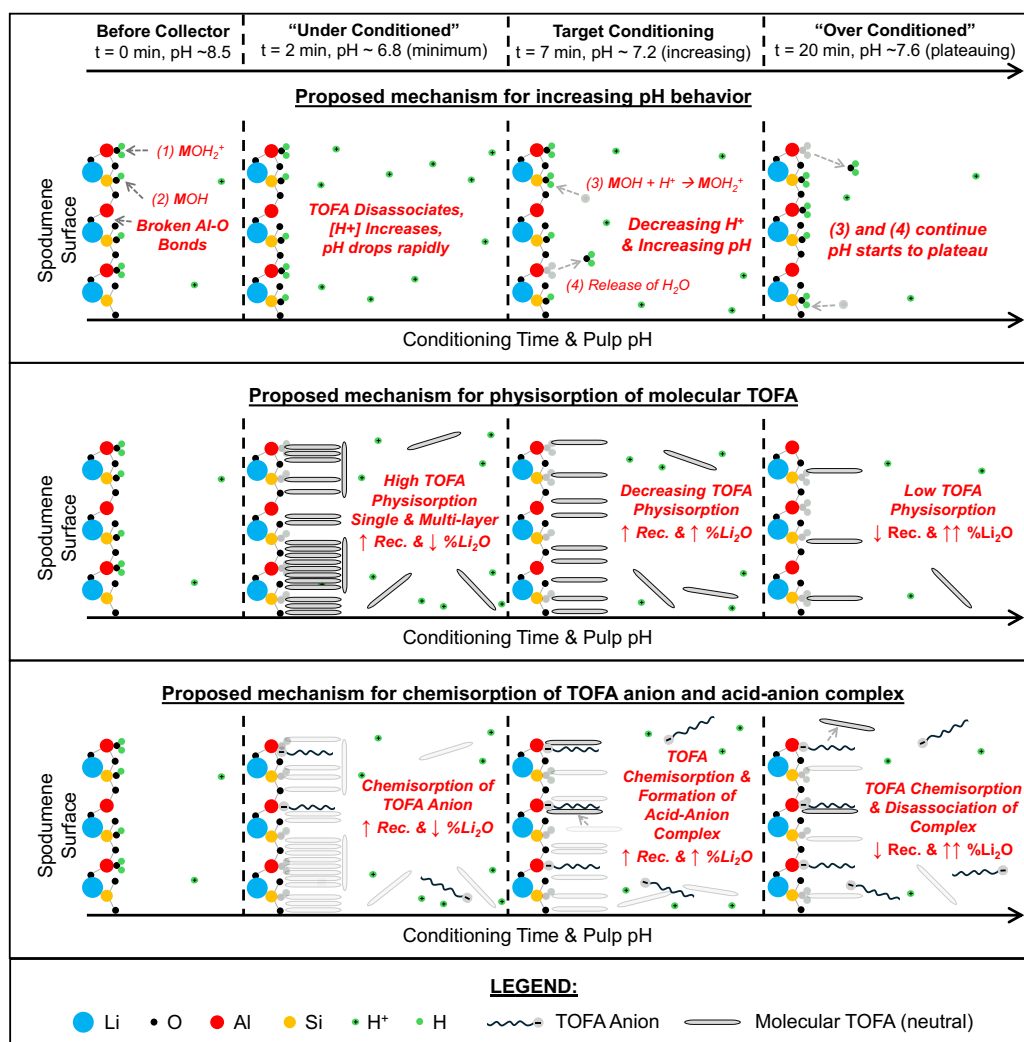 Before Collector
t = 0 min, pH ~8.5
“Under Conditioned”
t = 2 min, pH ~ 6.8 (minimum)
Target Conditioning
t = 7 min, pH ~ 7.2 (increasing)
“Over Conditioned”
t = 20 min, pH ~7.6 (plateauing)
Proposed mechanism for increasing pH behavior
Spodumene
Surface
(1) MOH₂⁺
(2) MOH
Broken Al-O
Bonds
TOFA Disassociates,
[H+] Increases,
pH drops rapidly
(3) MOH + H⁺ → MOH₂⁺
Decreasing H⁺
& Increasing pH
(4) Release of H₂O
(3) and (4) continue
pH starts to plateau
Conditioning Time & Pulp pH
Proposed mechanism for physisorption of molecular TOFA
Spodumene
Surface
High TOFA
Physisorption
Single & Multi-layer
↑ Rec. & ↓ %Li₂O
Decreasing TOFA
Physisorption
↑ Rec. & ↑ %Li₂O
Low TOFA
Physisorption
↓ Rec. & ↑↑ %Li₂O
Conditioning Time & Pulp pH
Proposed mechanism for chemisorption of TOFA anion and acid-anion complex
Spodumene
Surface
Chemisorption of
TOFA Anion
↑ Rec. & ↓ %Li₂O
TOFA
Chemisorption &
Formation of
Acid-Anion
Complex
↑ Rec. & ↑ %Li₂O
TOFA Chemisorption
& Disassociation of
Complex
↓ Rec. & ↑↑ %Li₂O
Conditioning Time & Pulp pH
LEGEND:
Li
O
Al
Si
H⁺
H
TOFA Anion
Molecular TOFA (neutral)